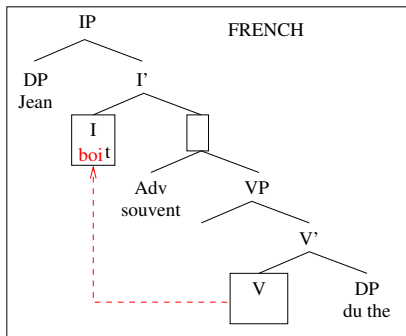 IP
FRENCH
DP
Jean
I'
I
boit
Adv
souvent
VP
V'
V
DP
du the